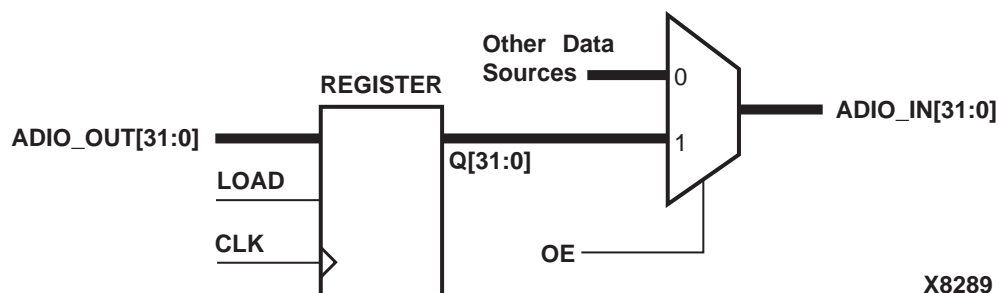 Other Data
Sources
0
REGISTER
ADIO_IN[31:0]
ADIO_OUT[31:0]
1
Q[31:0]
LOAD
CLK
OE
X8289